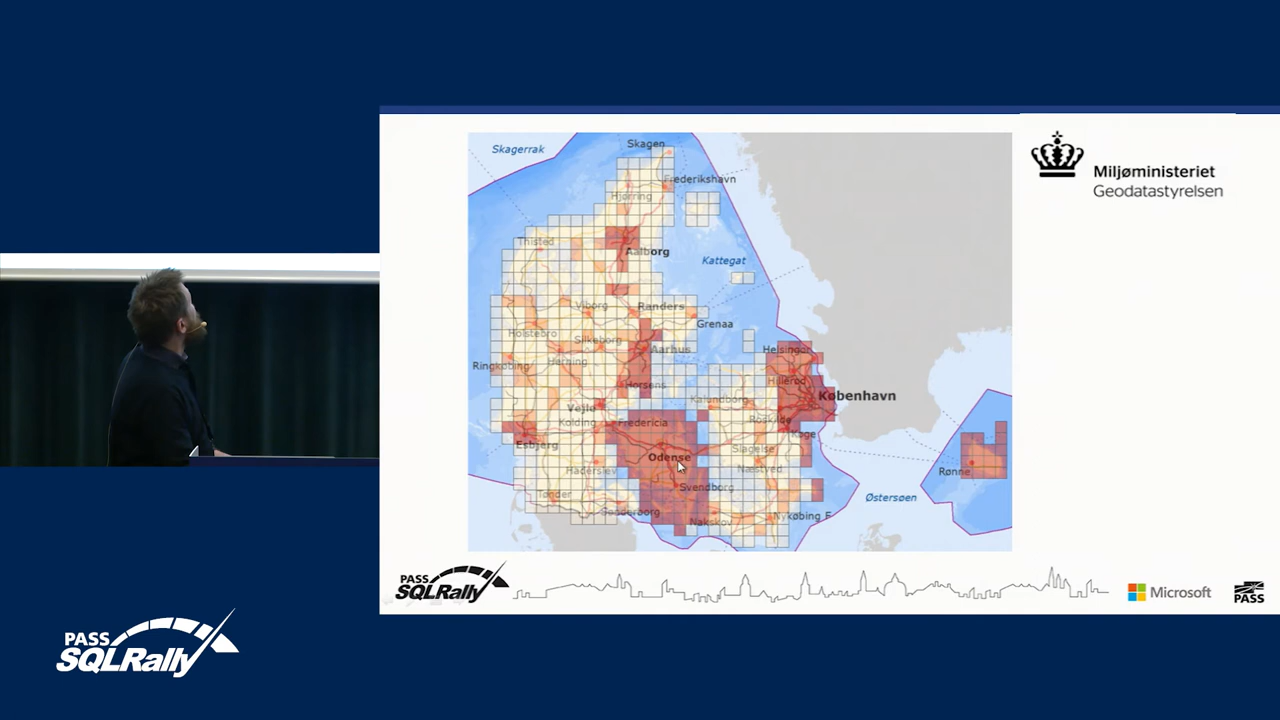 Skagerrak
Skagen
Frederikshavn
Hjørring
Thisted
Aalborg
Kattegat
Viborg
Randers
Grenaa
Holstebro
Silkeborg
Aarhus
Herning
Ringkøbing
Horsens
Helsingør
Hillerød
København
Kalundborg
Vejle
Kolding
Fredericia
Roskilde
Køge
Esbjerg
Odense
Slagelse
Haderslev
Næstved
Rønne
Svendborg
Østersøen
Tønder
Sønderborg
Nakskov
Nykøbing F
Miljøministeriet
Geodatastyrelsen
PASS
SQLRally
Microsoft
PASS
PASS
SQLRally